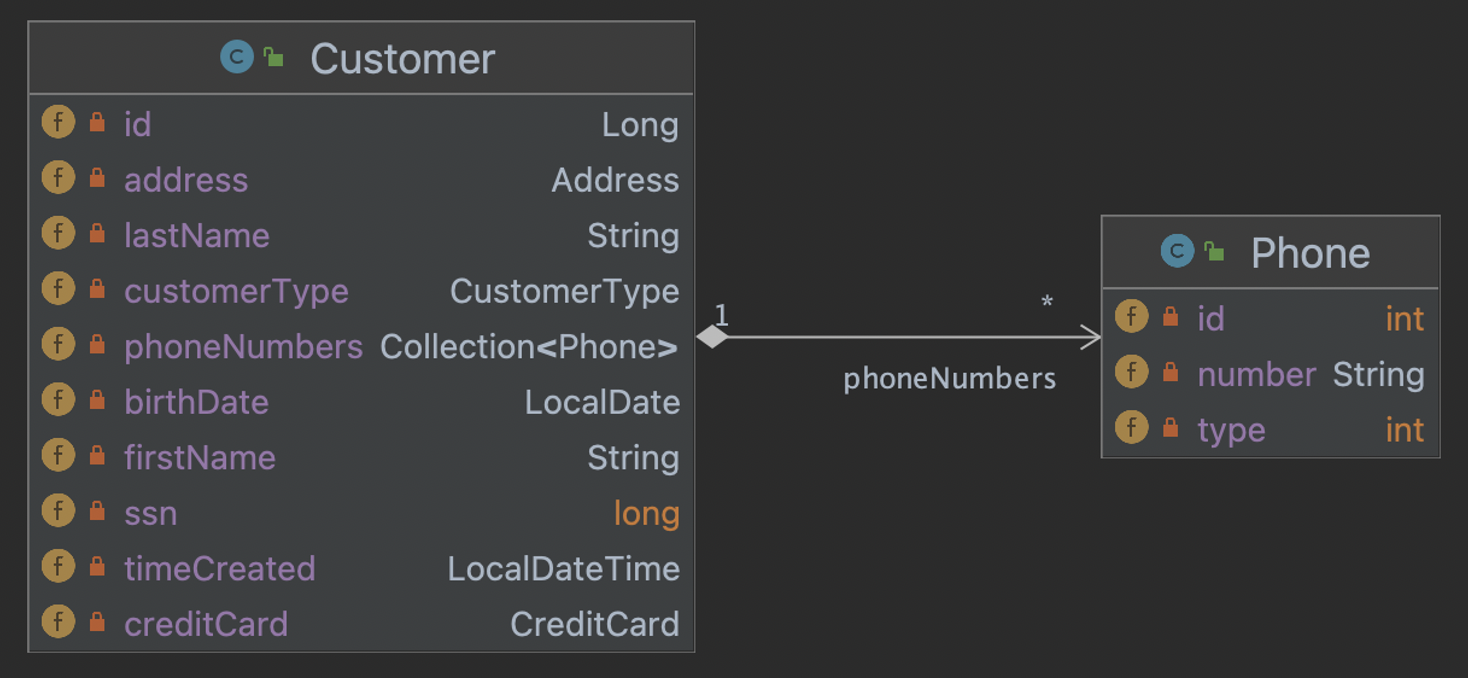 Customer
id Long
address Address
lastName String
customerType CustomerType
phoneNumbers Collection<Phone>
birthDate LocalDate
firstName String
ssn long
timeCreated LocalDateTime
creditCard CreditCard
1
*
phoneNumbers
Phone
id int
number String
type int